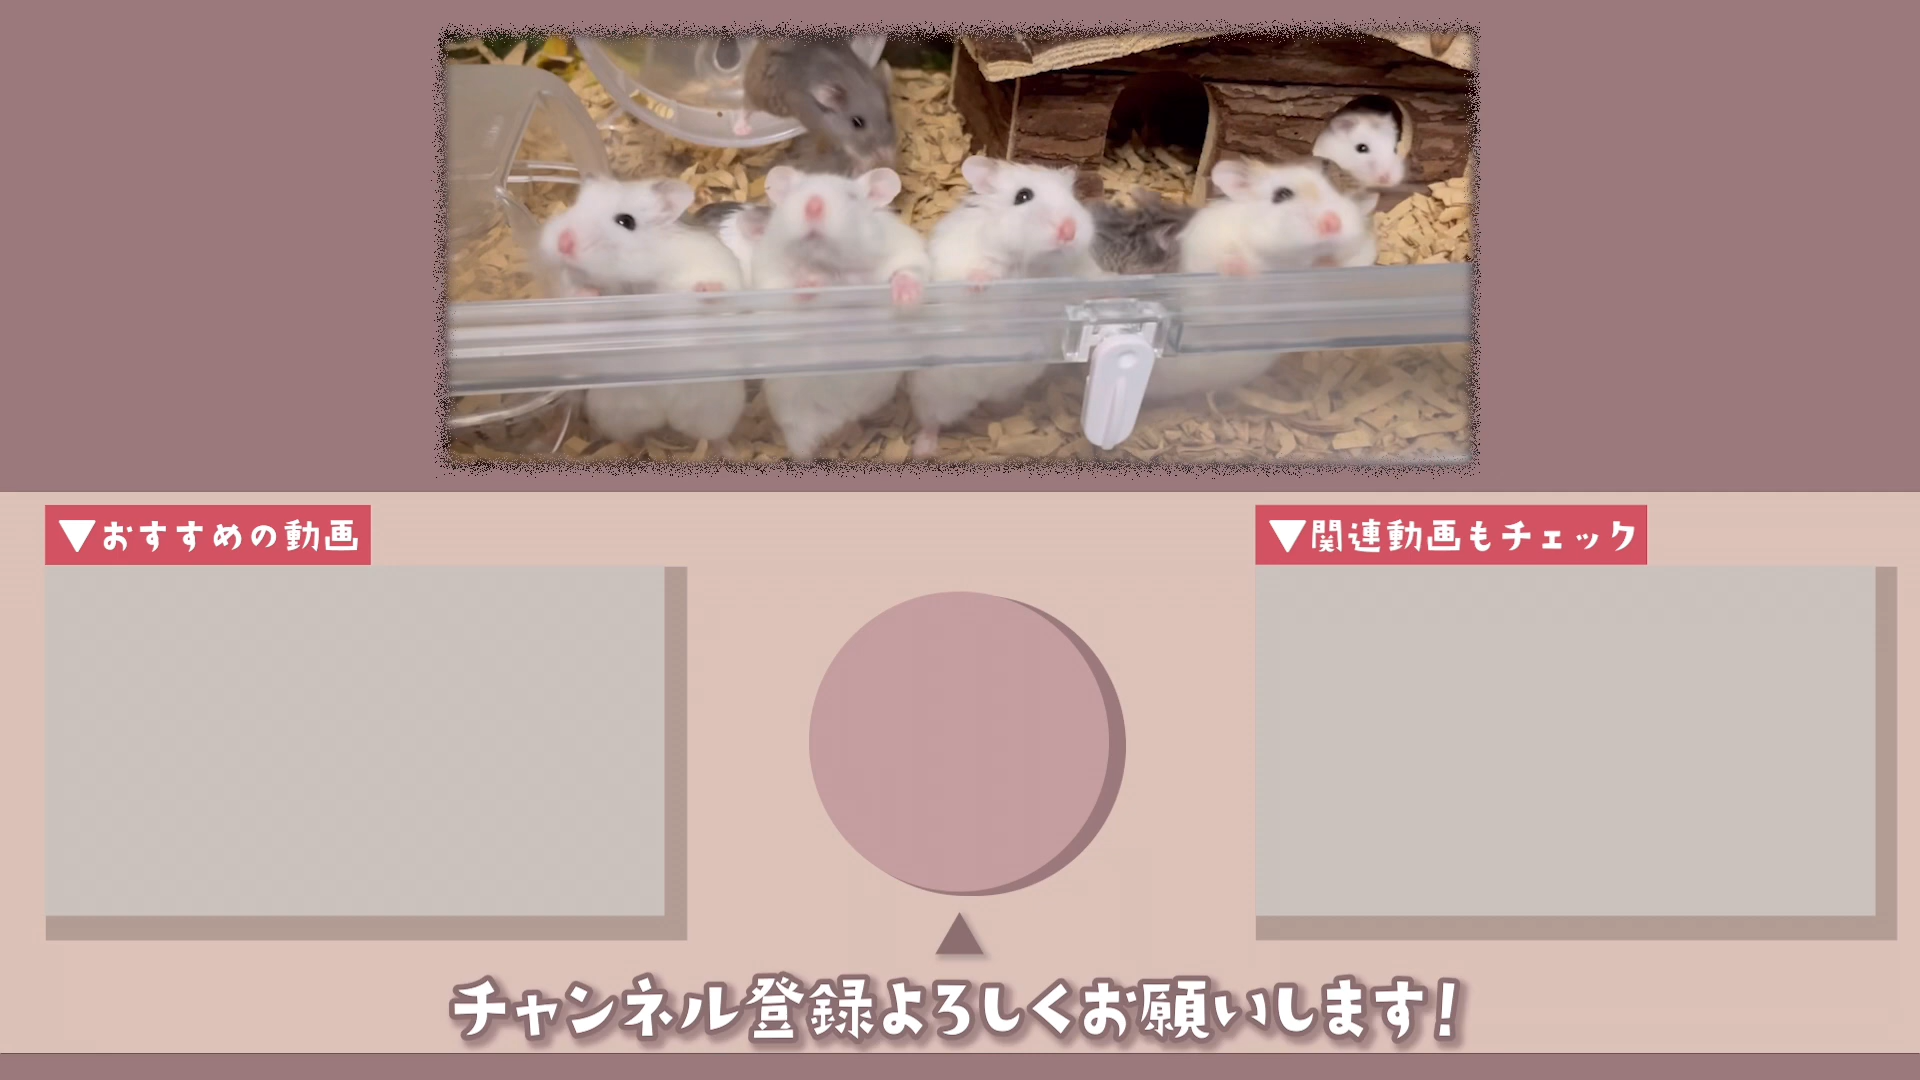 ▼おすすめの動画
▼関連動画もチェック
▲
チャンネル登録よろしくお願いします!